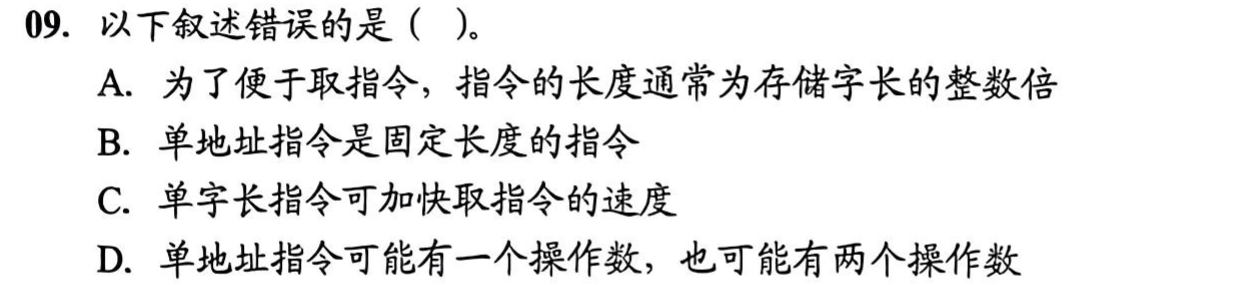 09. 以下叙述错误的是（ ）。
A. 为了便于取指令，指令的长度通常为存储字长的整数倍
B. 单地址指令是固定长度的指令
C. 单字长指令可加快取指令的速度
D. 单地址指令可能有一个操作数，也可能有两个操作数